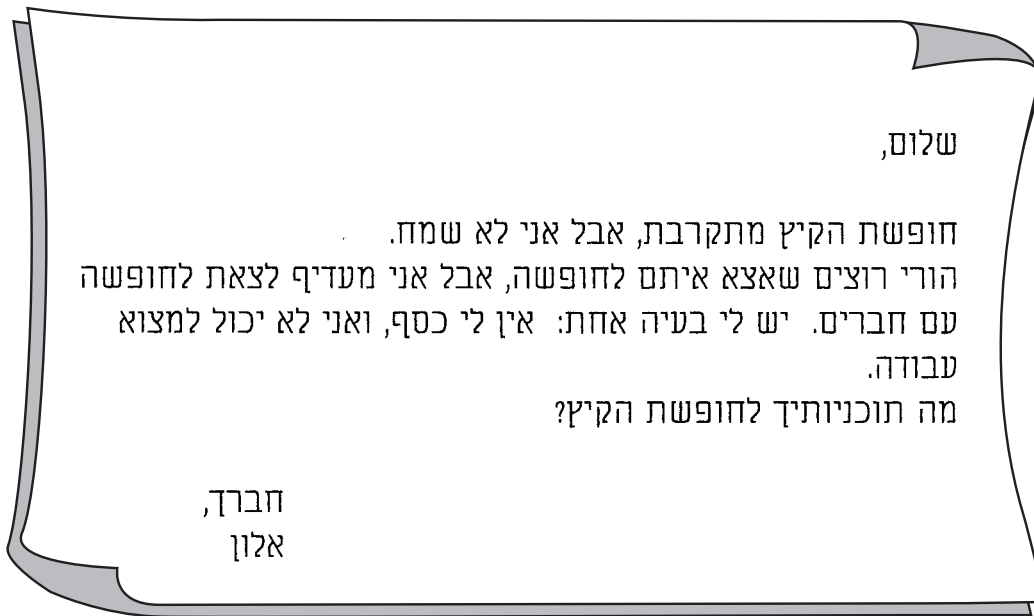 שלום,
חופשת הקיץ מתקרבת, אבל אני לא שמח.
הורי רוצים שאצא איתם לחופשה, אבל אני מעדיף לצאת לחופשה
עם חברים. יש לי בעיה אחת: אין לי כסף, ואני לא יכול למצוא
עבודה.
מה תוכניותיך לחופשת הקיץ?
חברך,
אלון